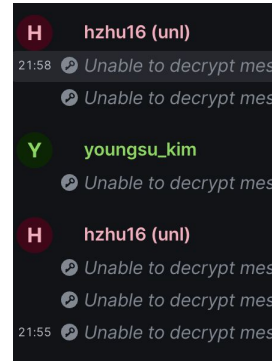 H hzhu16 (unl)
21:58 Unable to decrypt mes
Unable to decrypt mes
Y youngsu_kim
Unable to decrypt mes
H hzhu16 (unl)
Unable to decrypt mes
Unable to decrypt mes
21:55 Unable to decrypt mes